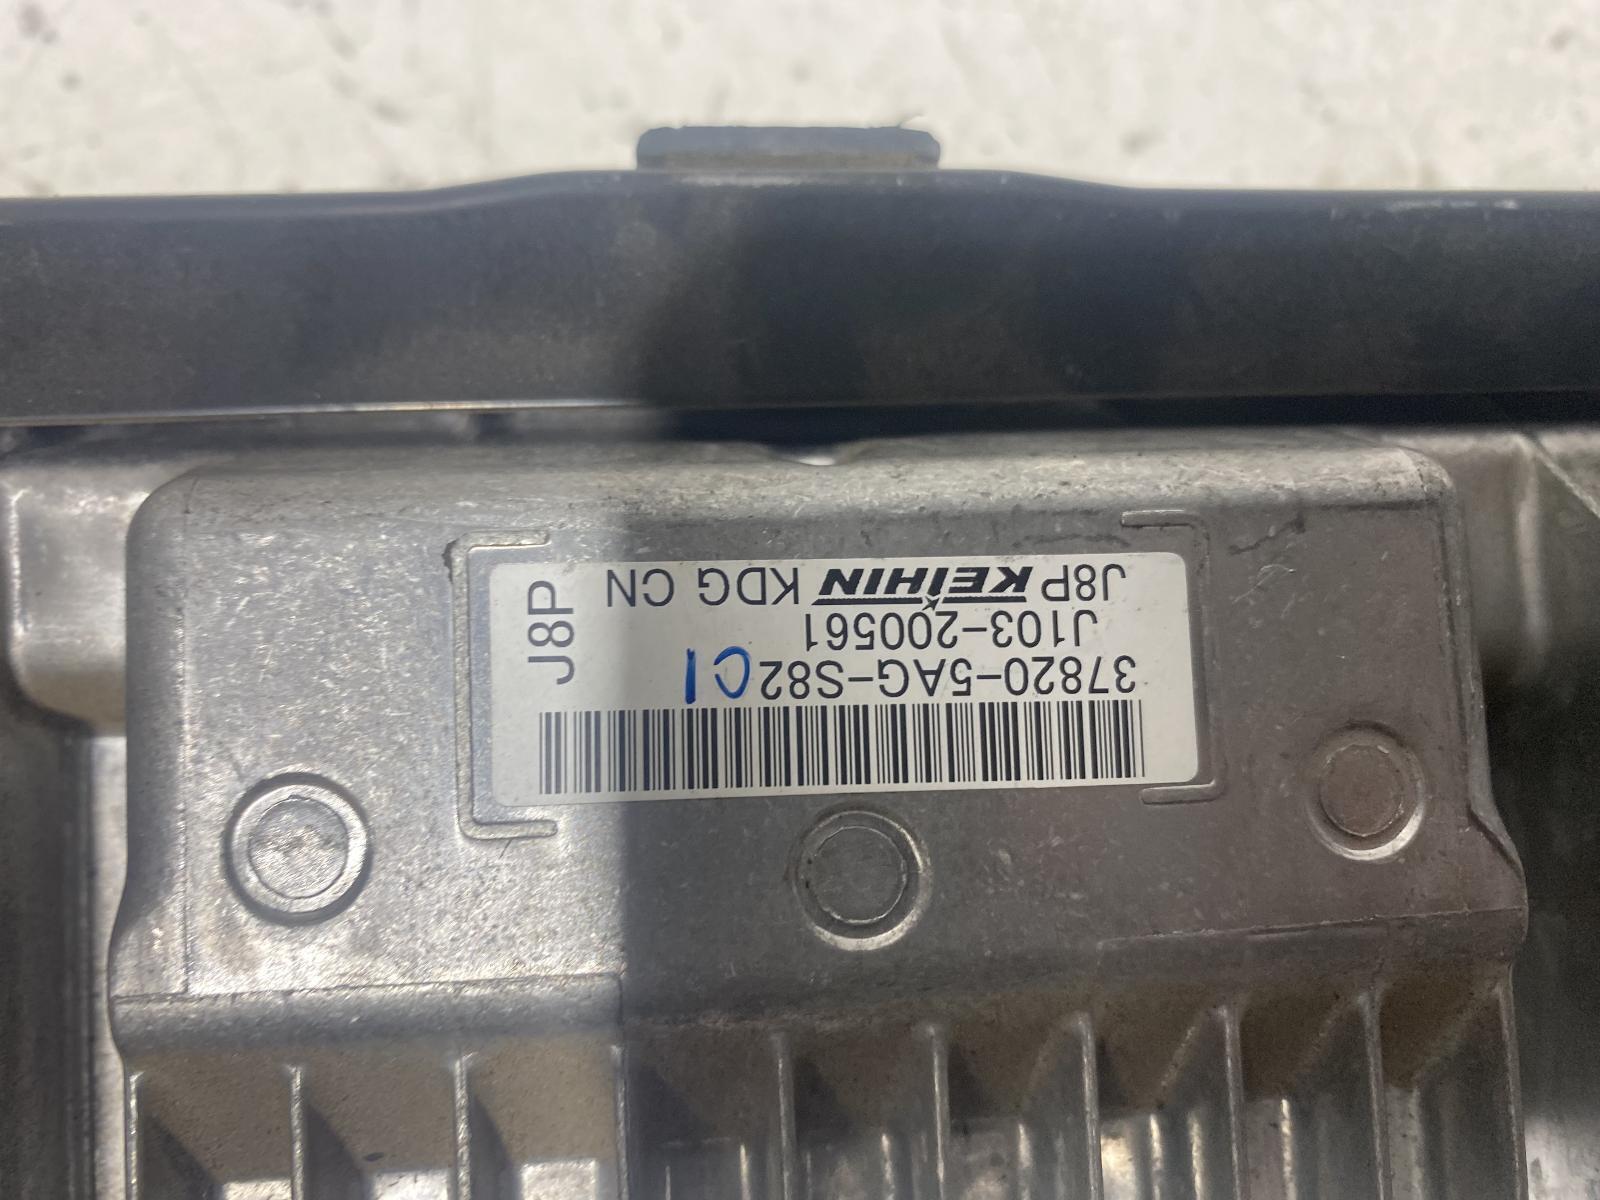 37820-5AG-S82 C1
J103-200561
J8P KEIHIN KDG CN
J8P